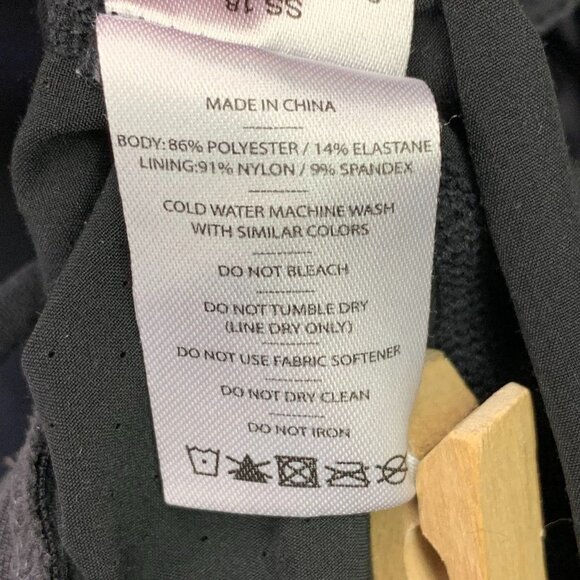 SS 18
MADE IN CHINA
BODY: 86% POLYESTER / 14% ELASTANE
LINING:91% NYLON / 9% SPANDEX
COLD WATER MACHINE WASH
WITH SIMILAR COLORS
DO NOT BLEACH
DO NOT TUMBLE DRY
(LINE DRY ONLY)
DO NOT USE FABRIC SOFTENER
DO NOT DRY CLEAN
DO NOT IRON